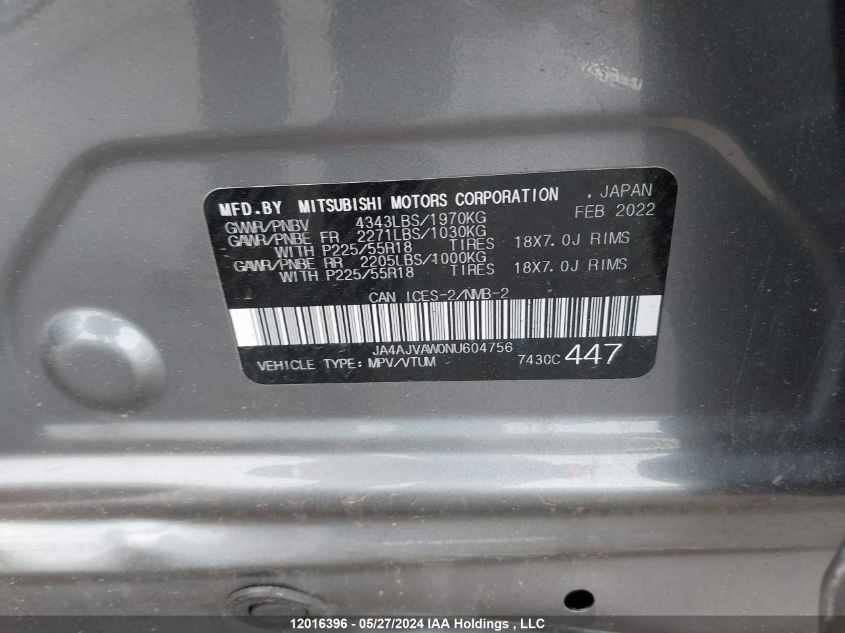 MFD.BY MITSUBISHI MOTORS CORPORATION , JAPAN
GVWR/PNBV 4343LBS/1970KG FEB 2022
GAWR/PNBE FR 2271LBS/1030KG
WITH P225/55R18 TIRES 18X7.0J RIMS
GAWR/PNBE RR 2205LBS/1000KG
WITH P225/55R18 TIRES 18X7.0J RIMS
CAN ICES-2/NMB-2
JA4AJVAW0NU604756
VEHICLE TYPE:MPV/VTUM 7430C 447
12016396 - 05/27/2024 IAA Holdings , LLC